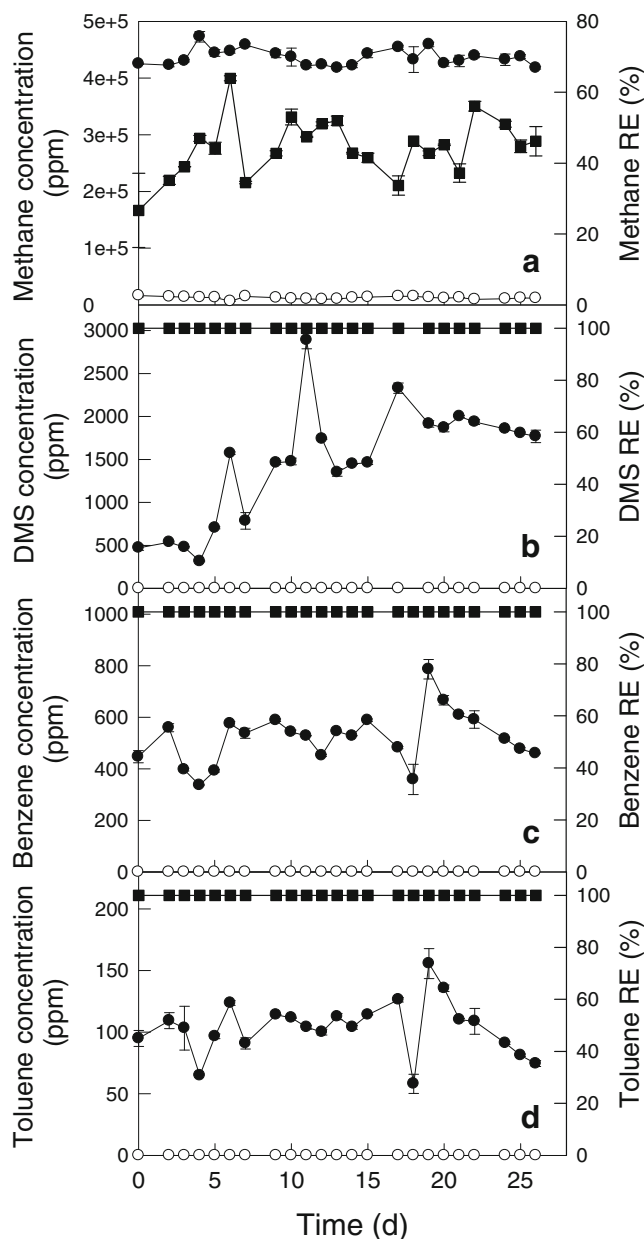 5e+5
4e+5
3e+5
2e+5
1e+5
0
Methane concentration
(ppm)
80
60
40
20
0
Methane RE (%)
a
3000
2500
2000
1500
1000
500
0
DMS concentration
(ppm)
100
80
60
40
20
0
DMS RE (%)
b
1000
800
600
400
200
0
Benzene concentration
(ppm)
100
80
60
40
20
0
Benzene RE (%)
c
200
150
100
50
0
Toluene concentration
(ppm)
100
80
60
40
20
0
Toluene RE (%)
d
0 5 10 15 20 25
Time (d)